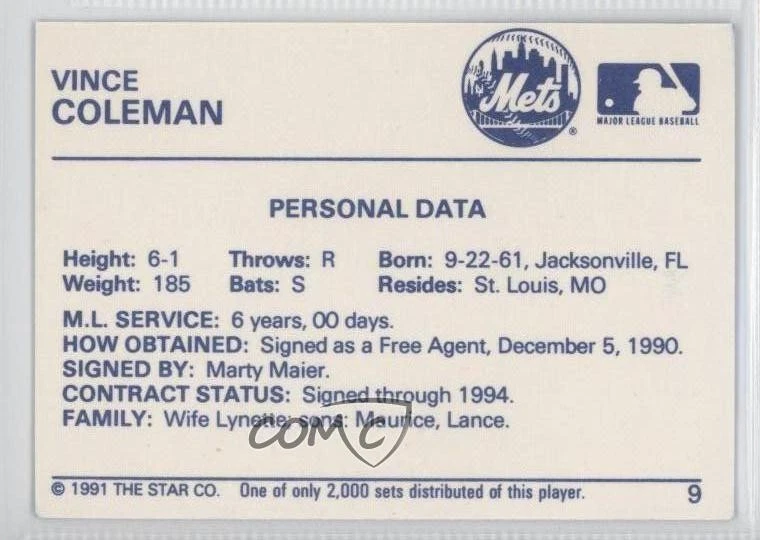 VINCE
COLEMAN
Mets
®
MAJOR LEAGUE BASEBALL
PERSONAL DATA
Height: 6-1 Throws: R Born: 9-22-61, Jacksonville, FL
Weight: 185 Bats: S Resides: St. Louis, MO
M.L. SERVICE: 6 years, 00 days.
HOW OBTAINED: Signed as a Free Agent, December 5, 1990.
SIGNED BY: Marty Maier.
CONTRACT STATUS: Signed through 1994.
FAMILY: Wife Lynette; sons: Maurice, Lance.
COMC
© 1991 THE STAR CO. One of only 2,000 sets distributed of this player. 9